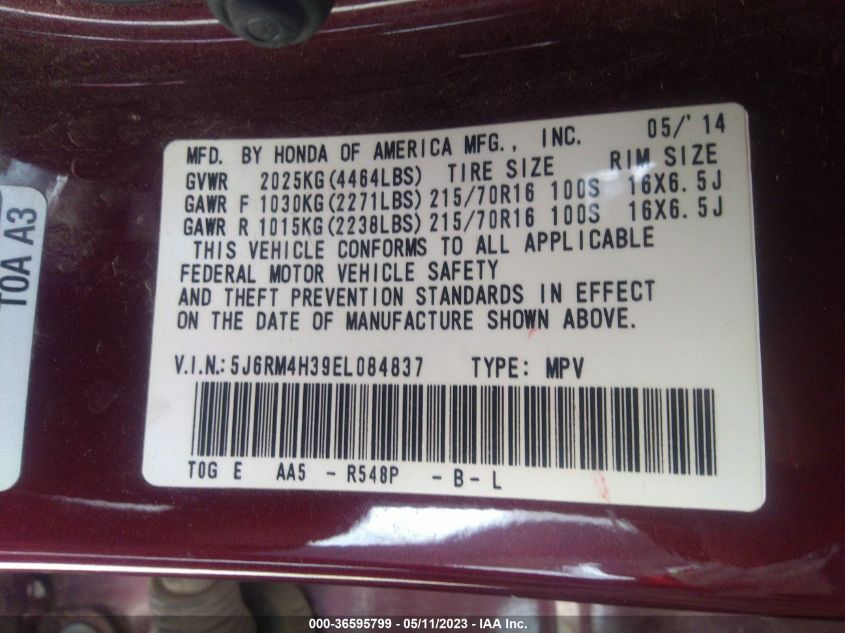 MFD. BY HONDA OF AMERICA MFG., INC. 05/'14
GVWR 2025KG(4464LBS) TIRE SIZE RIM SIZE
GAWR F 1030KG(2271LBS) 215/70R16 100S 16X6.5J
GAWR R 1015KG(2238LBS) 215/70R16 100S 16X6.5J
THIS VEHICLE CONFORMS TO ALL APPLICABLE
FEDERAL MOTOR VEHICLE SAFETY
AND THEFT PREVENTION STANDARDS IN EFFECT
ON THE DATE OF MANUFACTURE SHOWN ABOVE.
V.I.N.: 5J6RM4H39EL084837 TYPE: MPV
T0G E AA5 - R548P - B - L
T0A A3
000-36595799 - 05/11/2023 - IAA Inc.